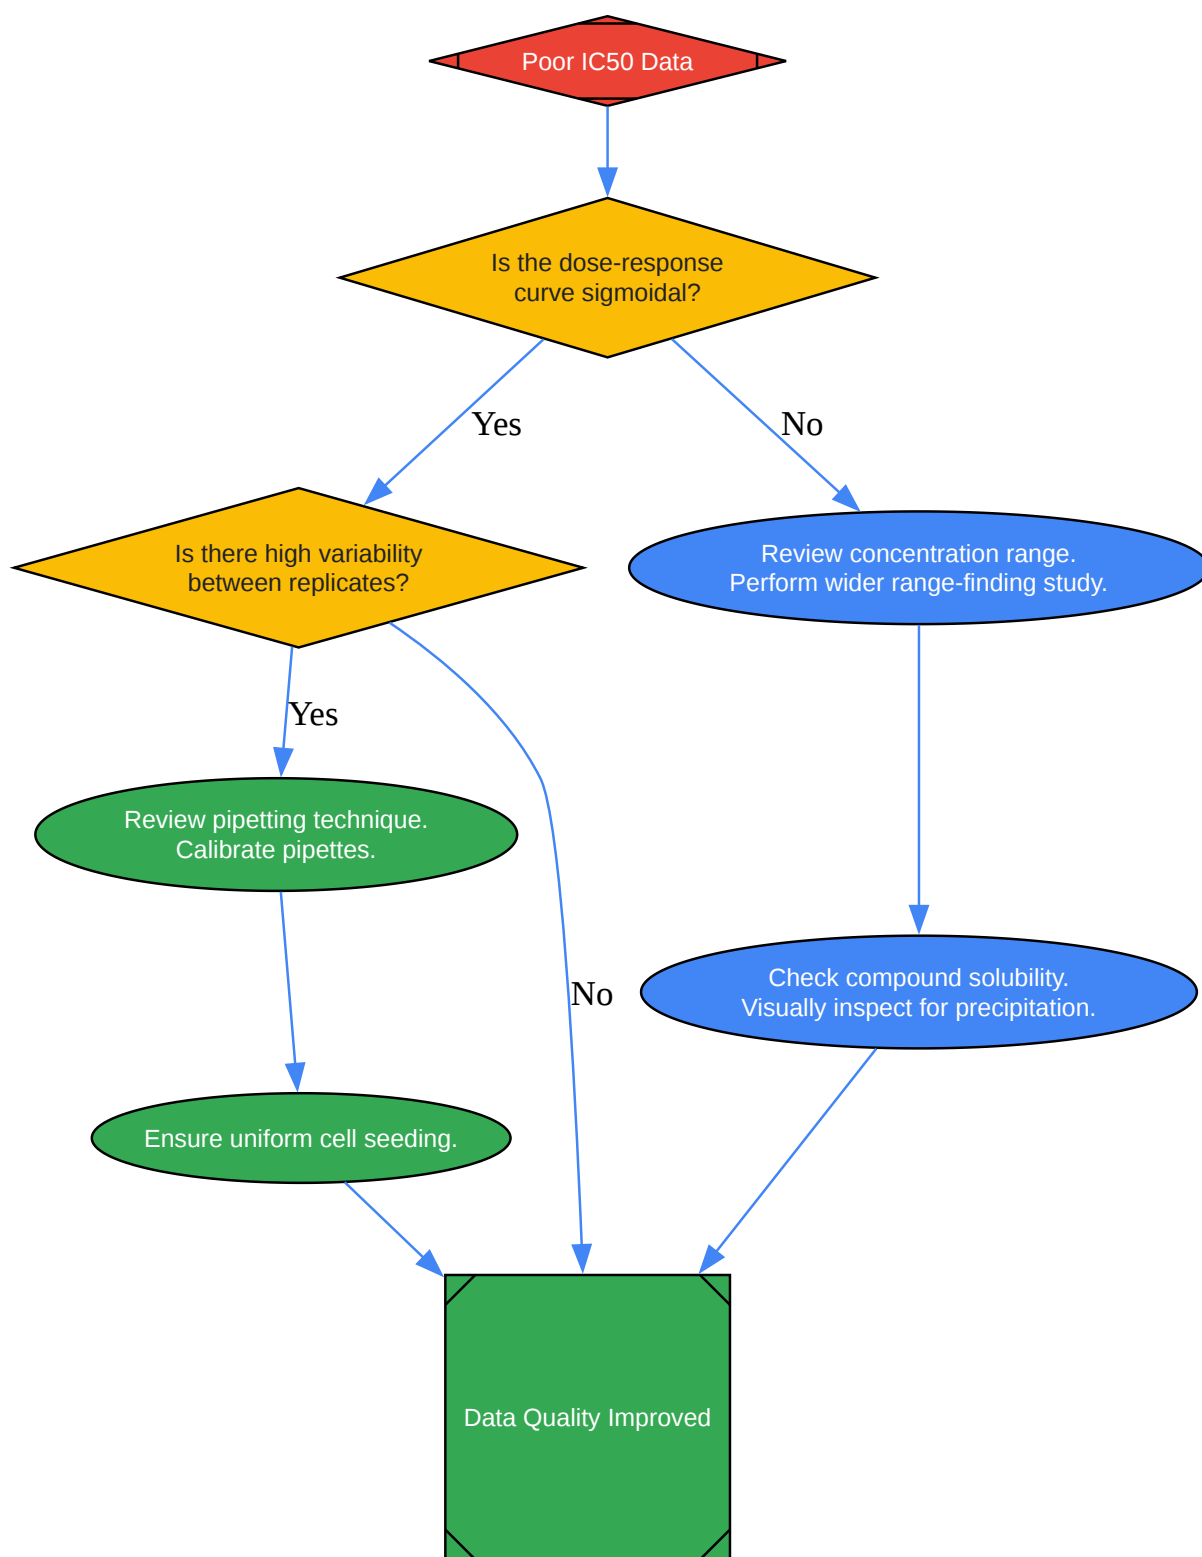 Poor IC50 Data
Is the dose-response
curve sigmoidal?
Yes
No
Is there high variability
between replicates?
Review concentration range.
Perform wider range-finding study.
Yes
Review pipetting technique.
Calibrate pipettes.
No
Check compound solubility.
Visually inspect for precipitation.
Ensure uniform cell seeding.
Data Quality Improved